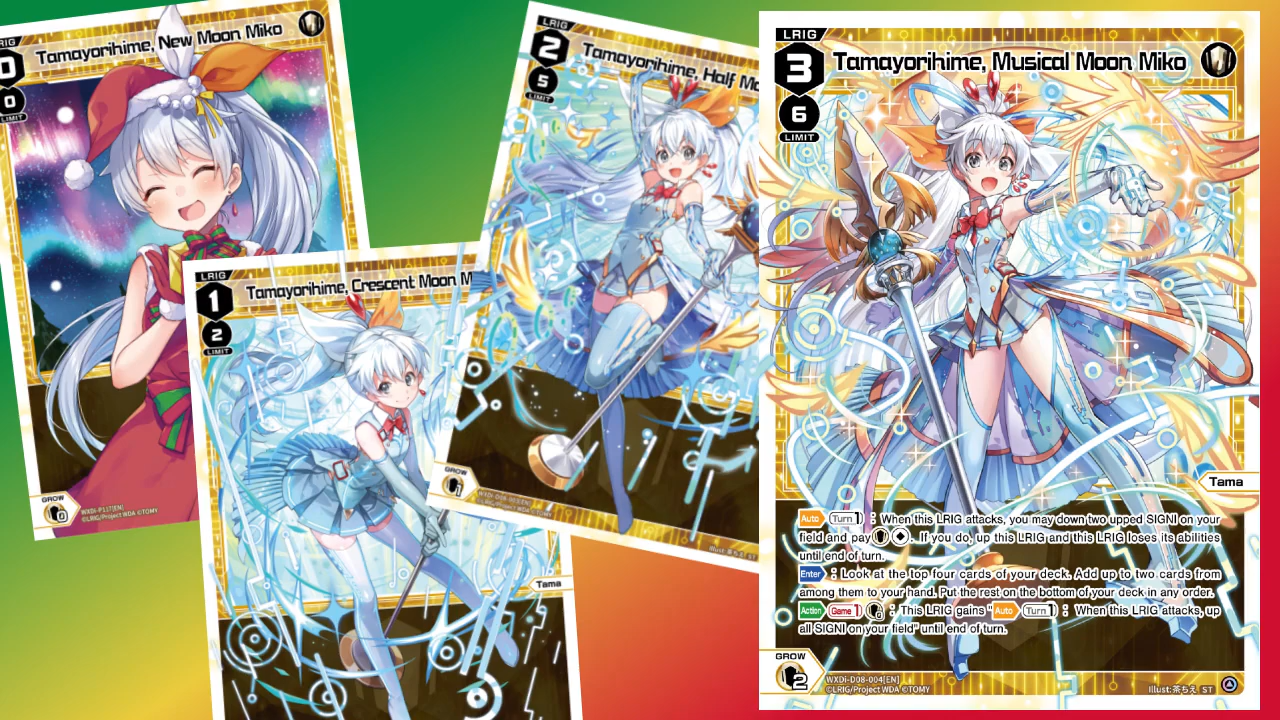 LRIG
0
Tamayorihime, New Moon Miko
0
LIMIT
GROW
0
WXDi-P117[EN]
©LRIG/Project WDA ©TOMY
LRIG
1
Tamayorihime, Crescent Moon M
2
LIMIT
Tama
LRIG
2
Tamayorihime, Half Mo
5
LIMIT
GROW
1
©LRIG/Project WDA ©TOMY
Illust:茶ちえ ST
LRIG
3
Tamayorihime, Musical Moon Miko
6
LIMIT
Tama
Auto Turn 1 : When this LRIG attacks, you may down two upped SIGNI on your
field and pay . If you do, up this LRIG and this LRIG loses its abilities
until end of turn.
Enter : Look at the top four cards of your deck. Add up to two cards from
among them to your hand. Put the rest on the bottom of your deck in any order.
Action Game 1 0 : This LRIG gains "Auto Turn 1 : When this LRIG attacks, up
all SIGNI on your field" until end of turn.
GROW
2
WXDi-D08-004[EN]
©LRIG/Project WDA ©TOMY
Illust:茶ちえ ST